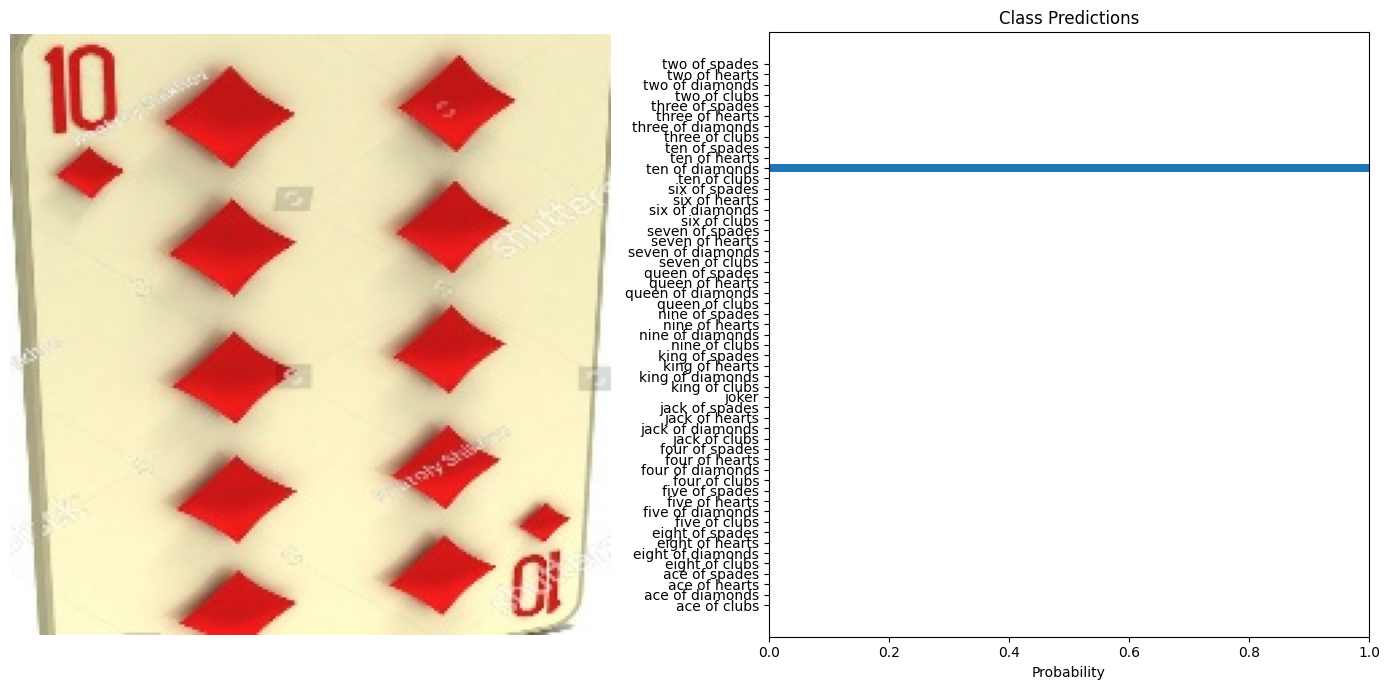 10
Anatoly Shikhov
shutters
Anatoly Shikhov
10
Class Predictions
two of spades
two of hearts
two of diamonds
two of clubs
three of spades
three of hearts
three of diamonds
three of clubs
ten of spades
ten of hearts
ten of diamonds
ten of clubs
six of spades
six of hearts
six of diamonds
six of clubs
seven of spades
seven of hearts
seven of diamonds
seven of clubs
queen of spades
queen of hearts
queen of diamonds
queen of clubs
nine of spades
nine of hearts
nine of diamonds
nine of clubs
king of spades
king of hearts
king of diamonds
king of clubs
joker
jack of spades
jack of hearts
jack of diamonds
jack of clubs
four of spades
four of hearts
four of diamonds
four of clubs
five of spades
five of hearts
five of diamonds
five of clubs
eight of spades
eight of hearts
eight of diamonds
eight of clubs
ace of spades
ace of hearts
ace of diamonds
ace of clubs
0.0 0.2 0.4 0.6 0.8 1.0
Probability